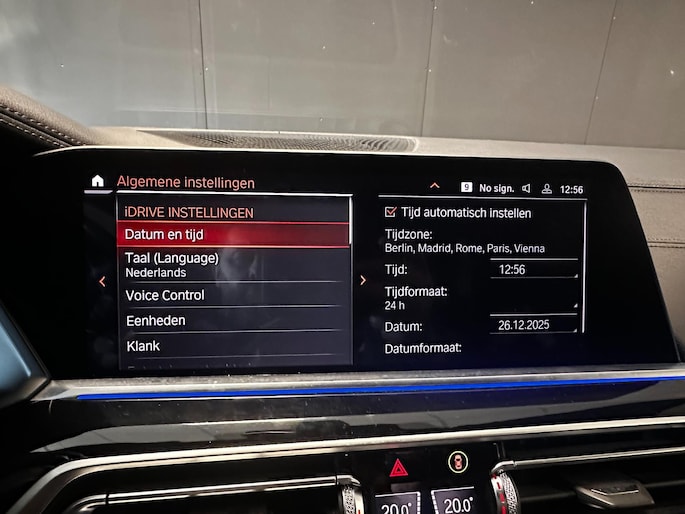 Algemene instellingen
9 No sign. 12:56
iDRIVE INSTELLINGEN
Datum en tijd
Taal (Language)
Nederlands
Voice Control
Eenheden
Klank
Tijd automatisch instellen
Tijdzone:
Berlin, Madrid, Rome, Paris, Vienna
Tijd: 12:56
Tijdformaat:
24 h
Datum: 26.12.2025
Datumformaat:
20.0° 20.0°